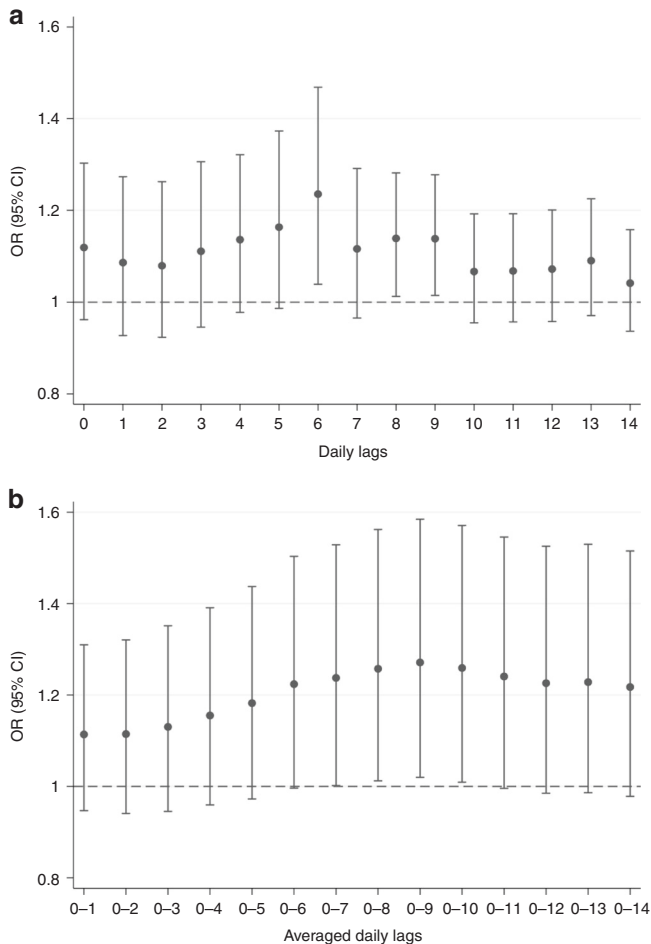 a
1.6
1.4
1.2
1
0.8
OR (95% CI)
0 1 2 3 4 5 6 7 8 9 10 11 12 13 14
Daily lags
b
1.6
1.4
1.2
1
0.8
OR (95% CI)
0–1 0–2 0–3 0–4 0–5 0–6 0–7 0–8 0–9 0–10 0–11 0–12 0–13 0–14
Averaged daily lags